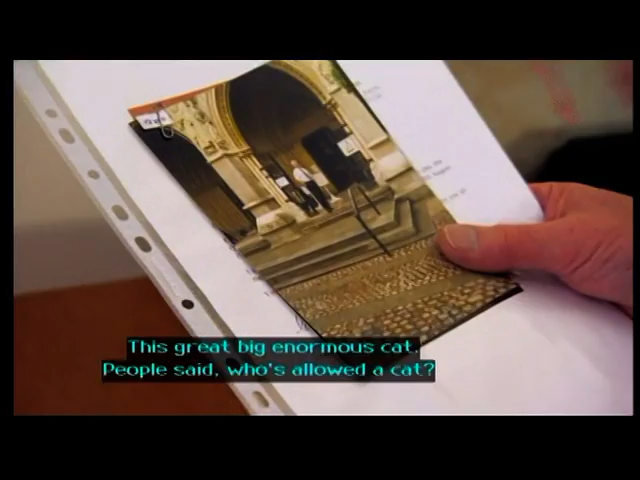 This great big enormous cat.
People said, who's allowed a cat?